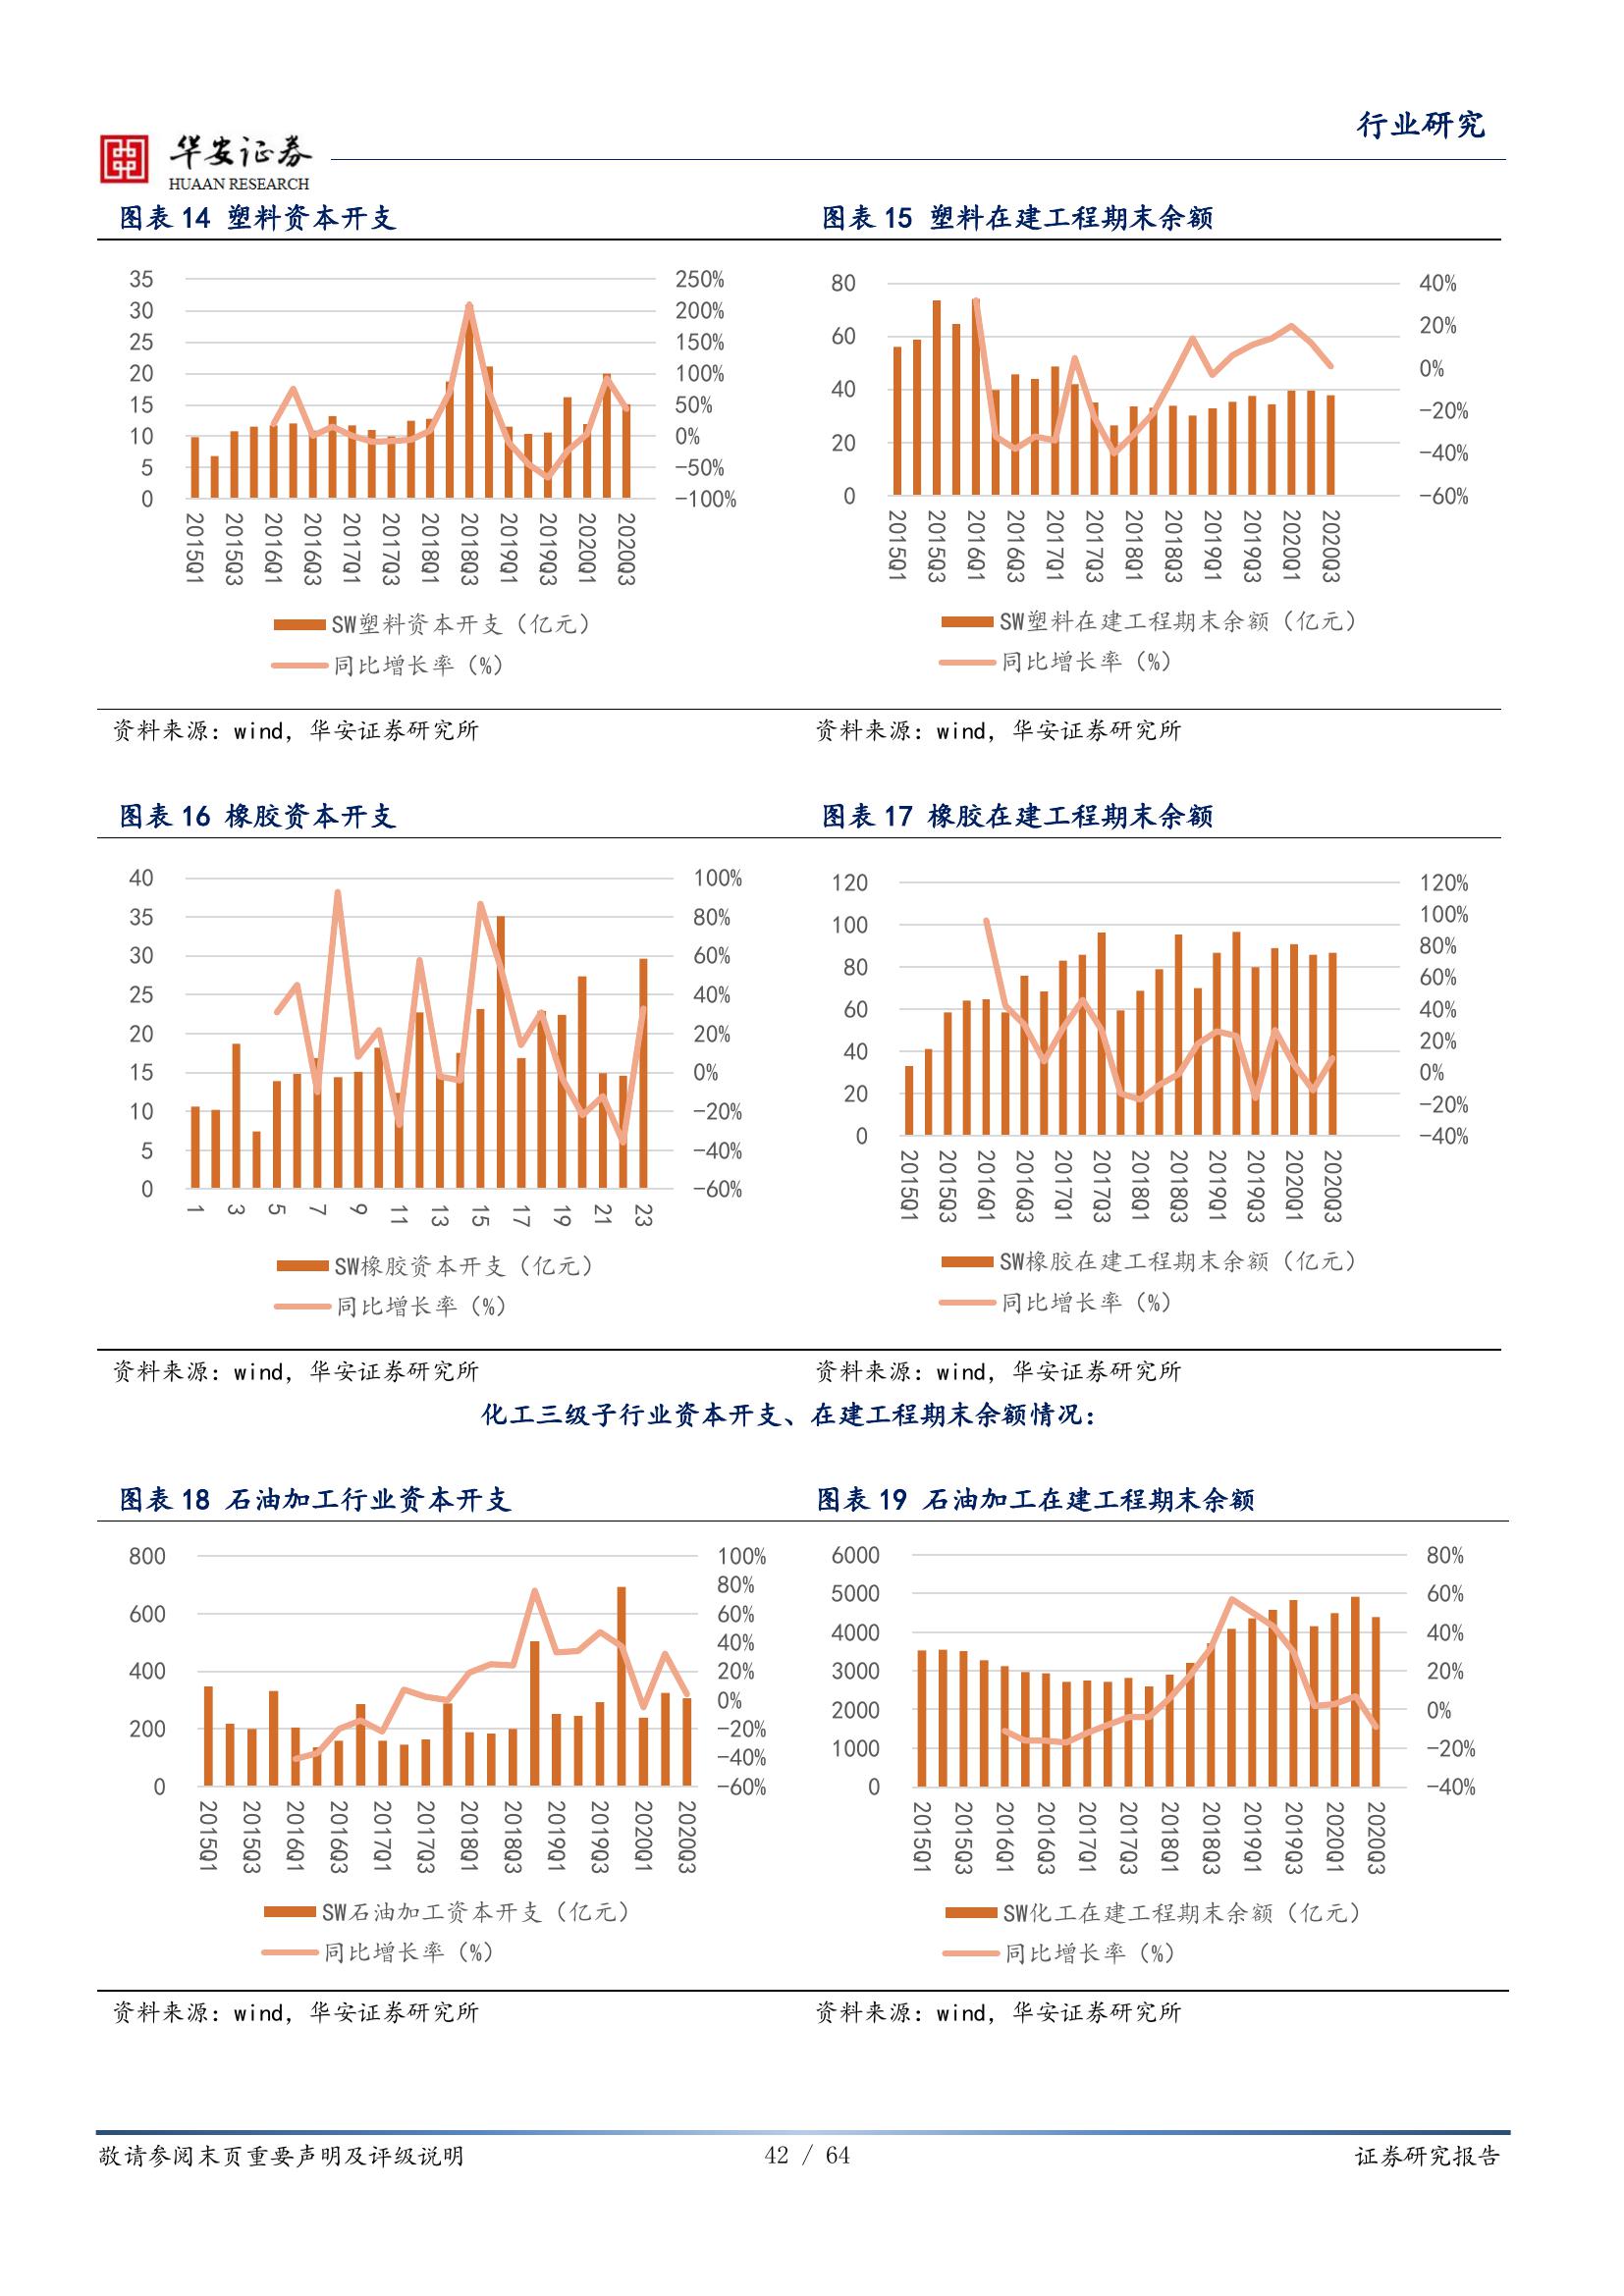 行业研究
华安证券
HUAAN RESEARCH
图表 14 塑料资本开支
图表 15 塑料在建工程期末余额
35
30
25
20
15
10
5
0
250%
200%
150%
100%
50%
0%
-50%
-100%
2015Q1
2015Q3
2016Q1
2016Q3
2017Q1
2017Q3
2018Q1
2018Q3
2019Q1
2019Q3
2020Q1
2020Q3
SW塑料资本开支（亿元）
同比增长率（%）
80
60
40
20
0
40%
20%
0%
-20%
-40%
-60%
2015Q1
2015Q3
2016Q1
2016Q3
2017Q1
2017Q3
2018Q1
2018Q3
2019Q1
2019Q3
2020Q1
2020Q3
SW塑料在建工程期末余额（亿元）
同比增长率（%）
资料来源：wind，华安证券研究所
资料来源：wind，华安证券研究所
图表 16 橡胶资本开支
图表 17 橡胶在建工程期末余额
40
35
30
25
20
15
10
5
0
100%
80%
60%
40%
20%
0%
-20%
-40%
-60%
1
3
5
7
9
11
13
15
17
19
21
23
SW橡胶资本开支（亿元）
同比增长率（%）
120
100
80
60
40
20
0
120%
100%
80%
60%
40%
20%
0%
-20%
-40%
2015Q1
2015Q3
2016Q1
2016Q3
2017Q1
2017Q3
2018Q1
2018Q3
2019Q1
2019Q3
2020Q1
2020Q3
SW橡胶在建工程期末余额（亿元）
同比增长率（%）
资料来源：wind，华安证券研究所
资料来源：wind，华安证券研究所
化工三级子行业资本开支、在建工程期末余额情况：
图表 18 石油加工行业资本开支
图表 19 石油加工在建工程期末余额
800
600
400
200
0
100%
80%
60%
40%
20%
0%
-20%
-40%
-60%
2015Q1
2015Q3
2016Q1
2016Q3
2017Q1
2017Q3
2018Q1
2018Q3
2019Q1
2019Q3
2020Q1
2020Q3
SW石油加工资本开支（亿元）
同比增长率（%）
6000
5000
4000
3000
2000
1000
0
80%
60%
40%
20%
0%
-20%
-40%
2015Q1
2015Q3
2016Q1
2016Q3
2017Q1
2017Q3
2018Q1
2018Q3
2019Q1
2019Q3
2020Q1
2020Q3
SW化工在建工程期末余额（亿元）
同比增长率（%）
资料来源：wind，华安证券研究所
资料来源：wind，华安证券研究所
敬请参阅末页重要声明及评级说明
42 / 64
证券研究报告